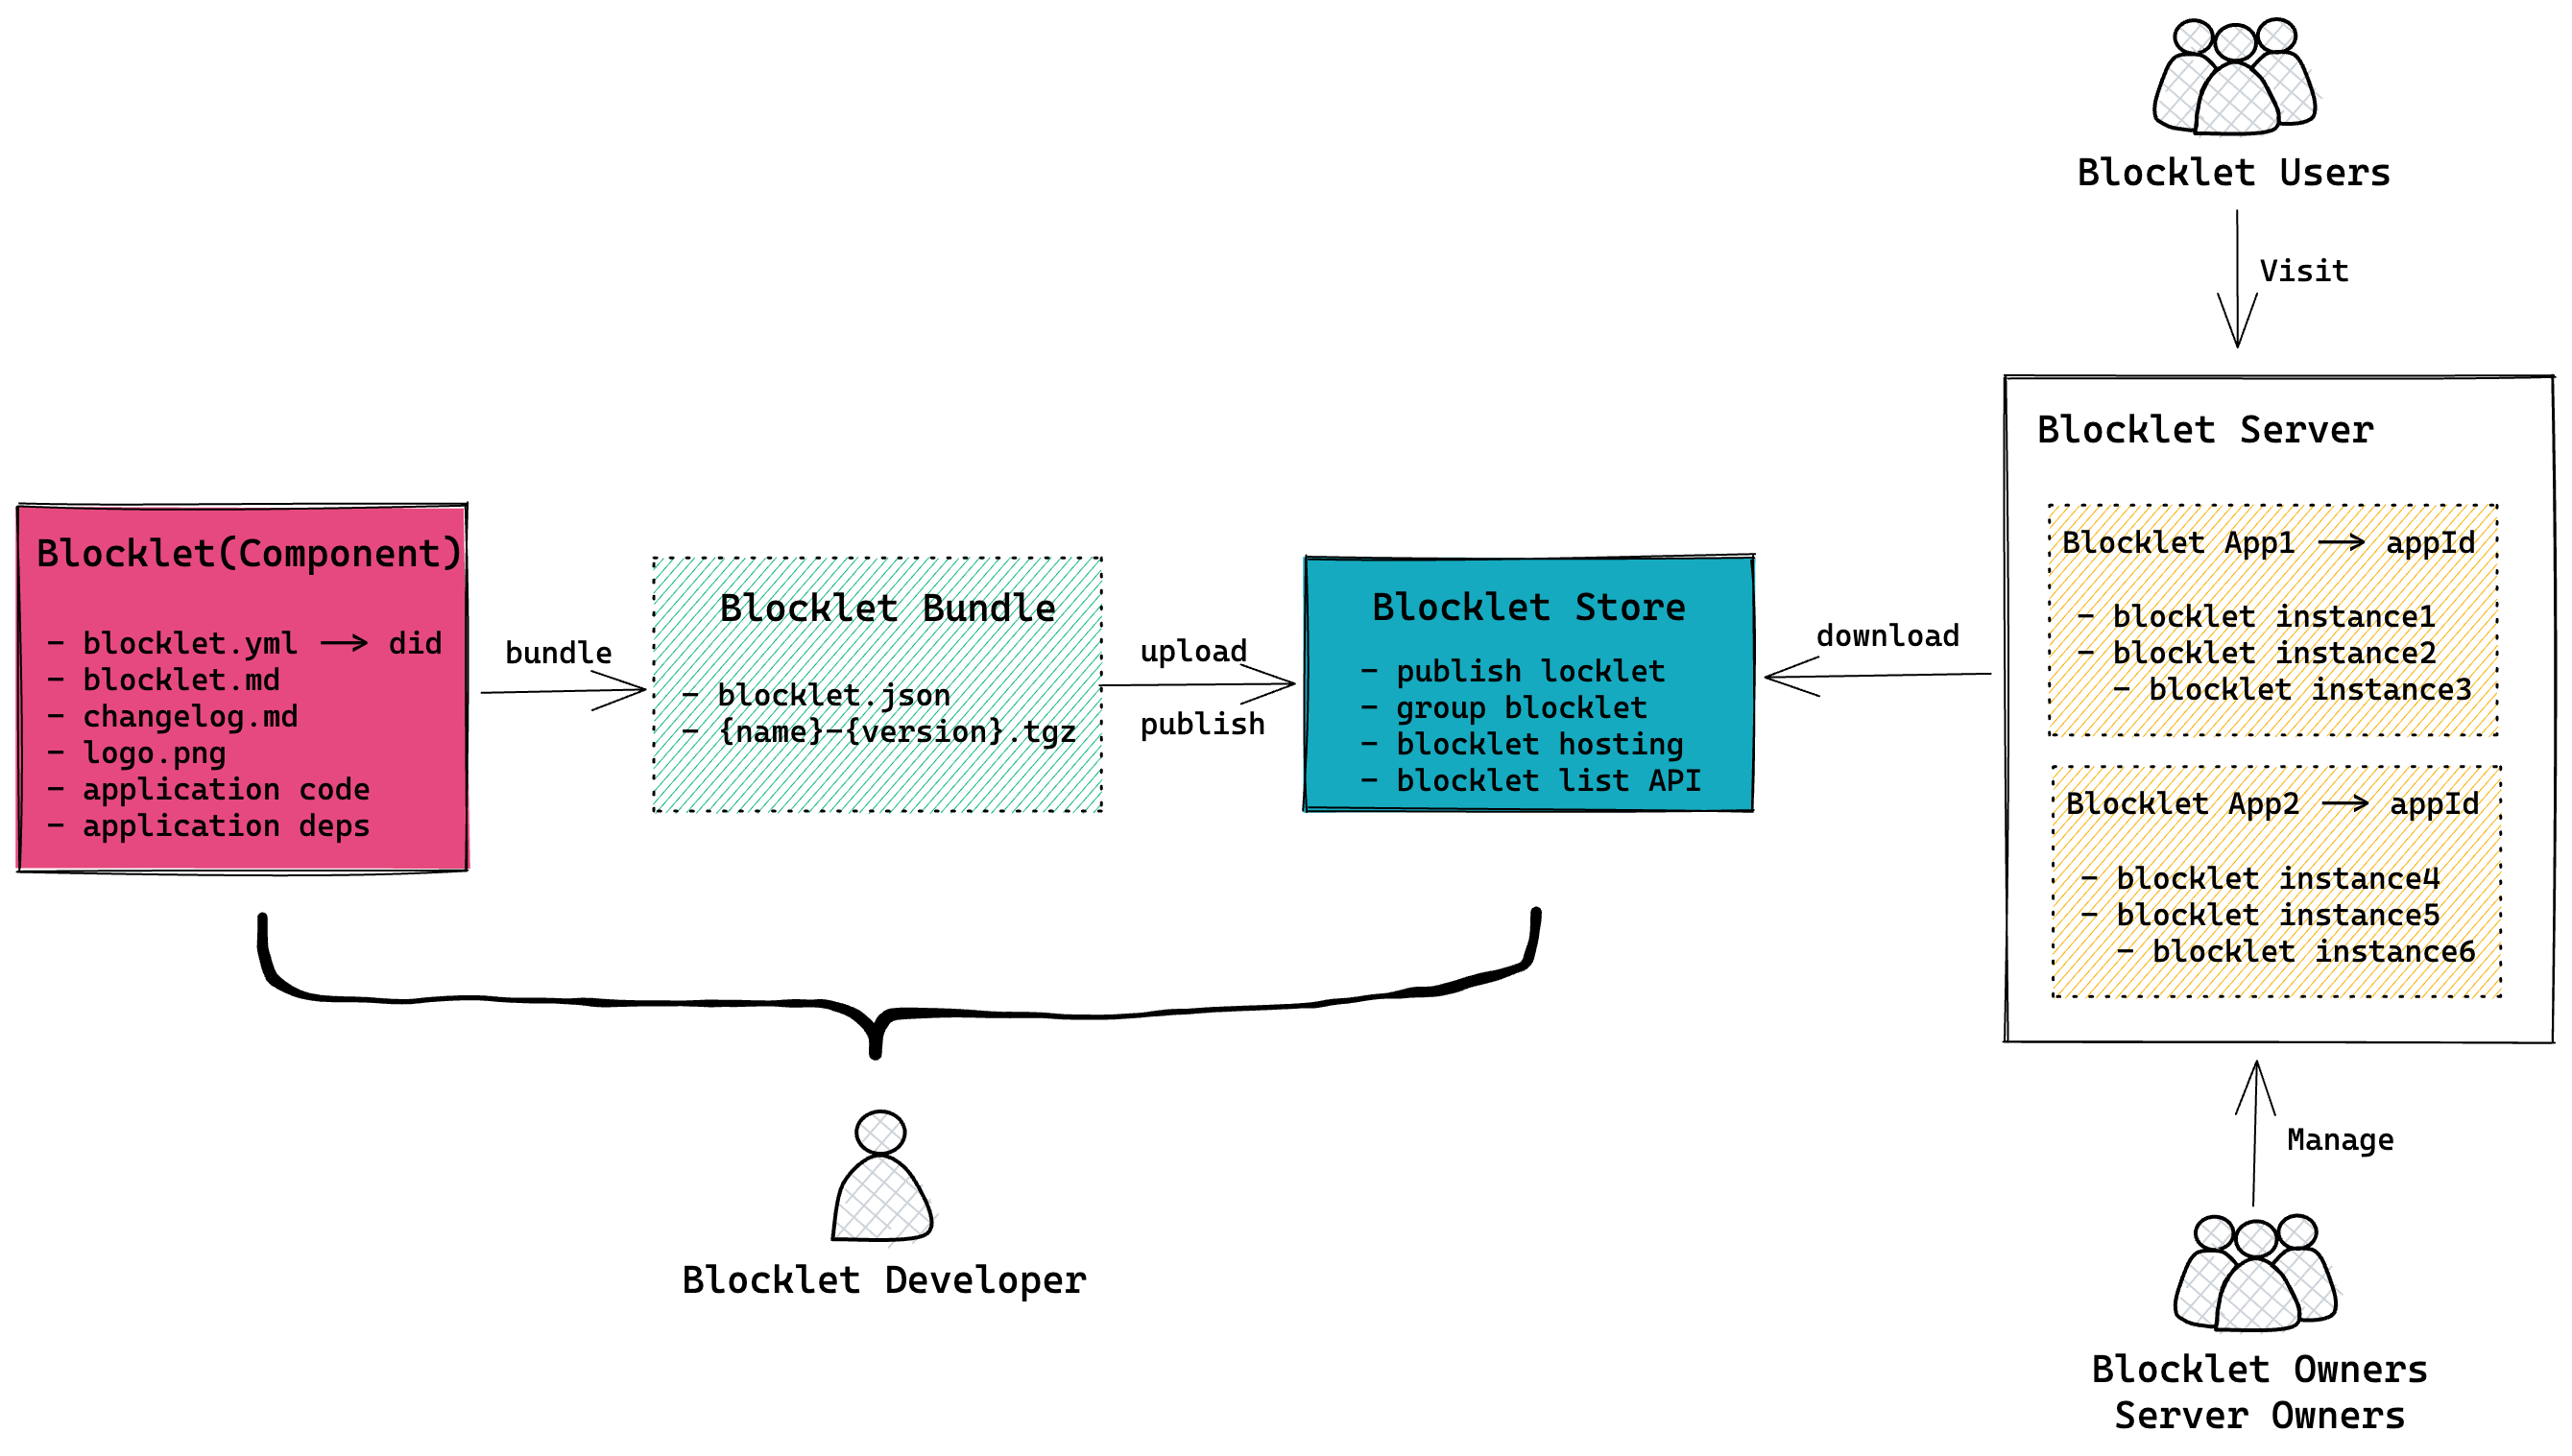 Blocklet Users
Visit
Blocklet Server
Blocklet App1 → appId
- blocklet instance1
- blocklet instance2
- blocklet instance3
Blocklet App2 → appId
- blocklet instance4
- blocklet instance5
- blocklet instance6
Blocklet(Component)
- blocklet.yml → did
- blocklet.md
- changelog.md
- logo.png
- application code
- application deps
bundle
Blocklet Bundle
- blocklet.json
- {name}-{version}.tgz
upload
publish
Blocklet Store
- publish locklet
- group blocklet
- blocklet hosting
- blocklet list API
download
Blocklet Developer
Manage
Blocklet Owners
Server Owners